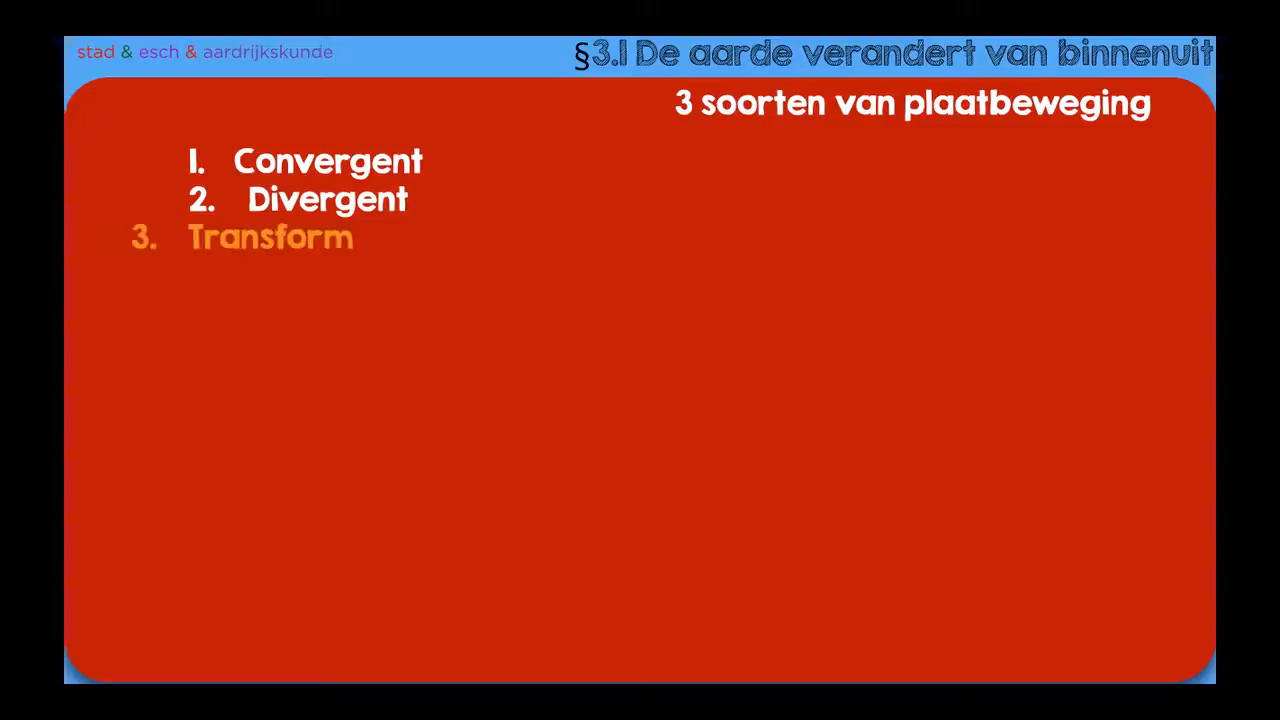 stad & esch & aardrijkskunde
§3.1 De aarde verandert van binnenuit
3 soorten van plaatbeweging
1. Convergent
2. Divergent
3. Transform